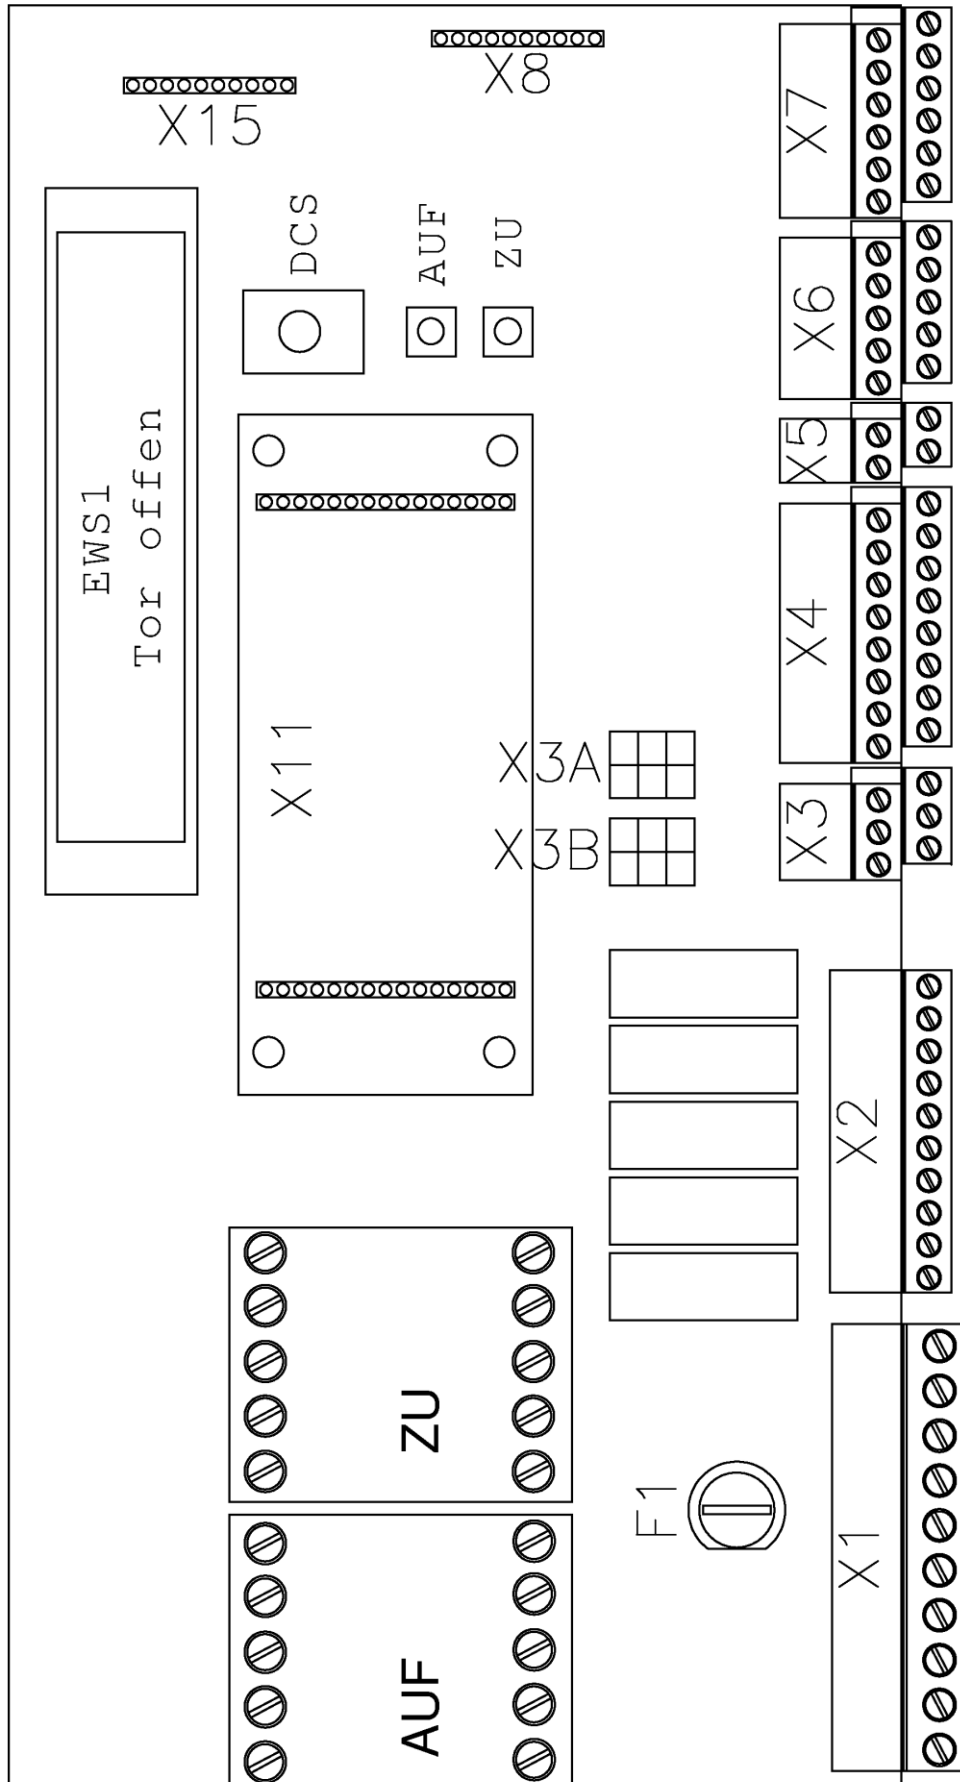 X15
X8
X7
DCS
AUF
ZU
X6
X5
EWS1
Tor offen
X4
X11
X3A
X3B
X3
X2
ZU
F1
X1
AUF